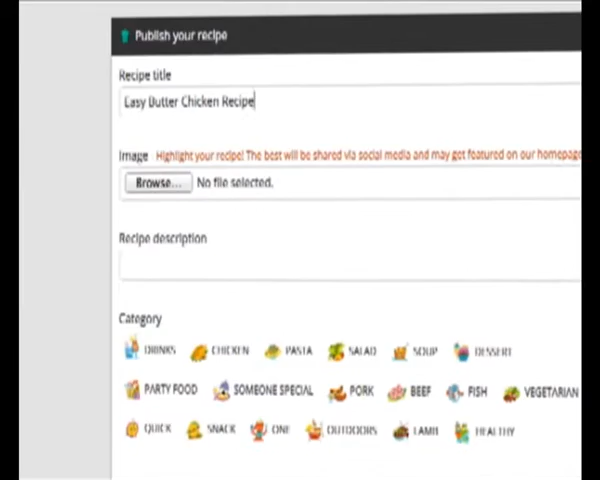 Publish your recipe
Recipe title
Easy Butter Chicken Recipe
Image Highlight your recipe! The best will be shared via social media and may get featured on our homepage
Browse... No file selected.
Recipe description
Category
DRINKS CHICKEN PASTA SALAD SOUP DESSERT
PARTY FOOD SOMEONE SPECIAL PORK BEEF FISH VEGETARIAN
QUICK SNACK ONE OUTDOORS LAMB HEALTHY